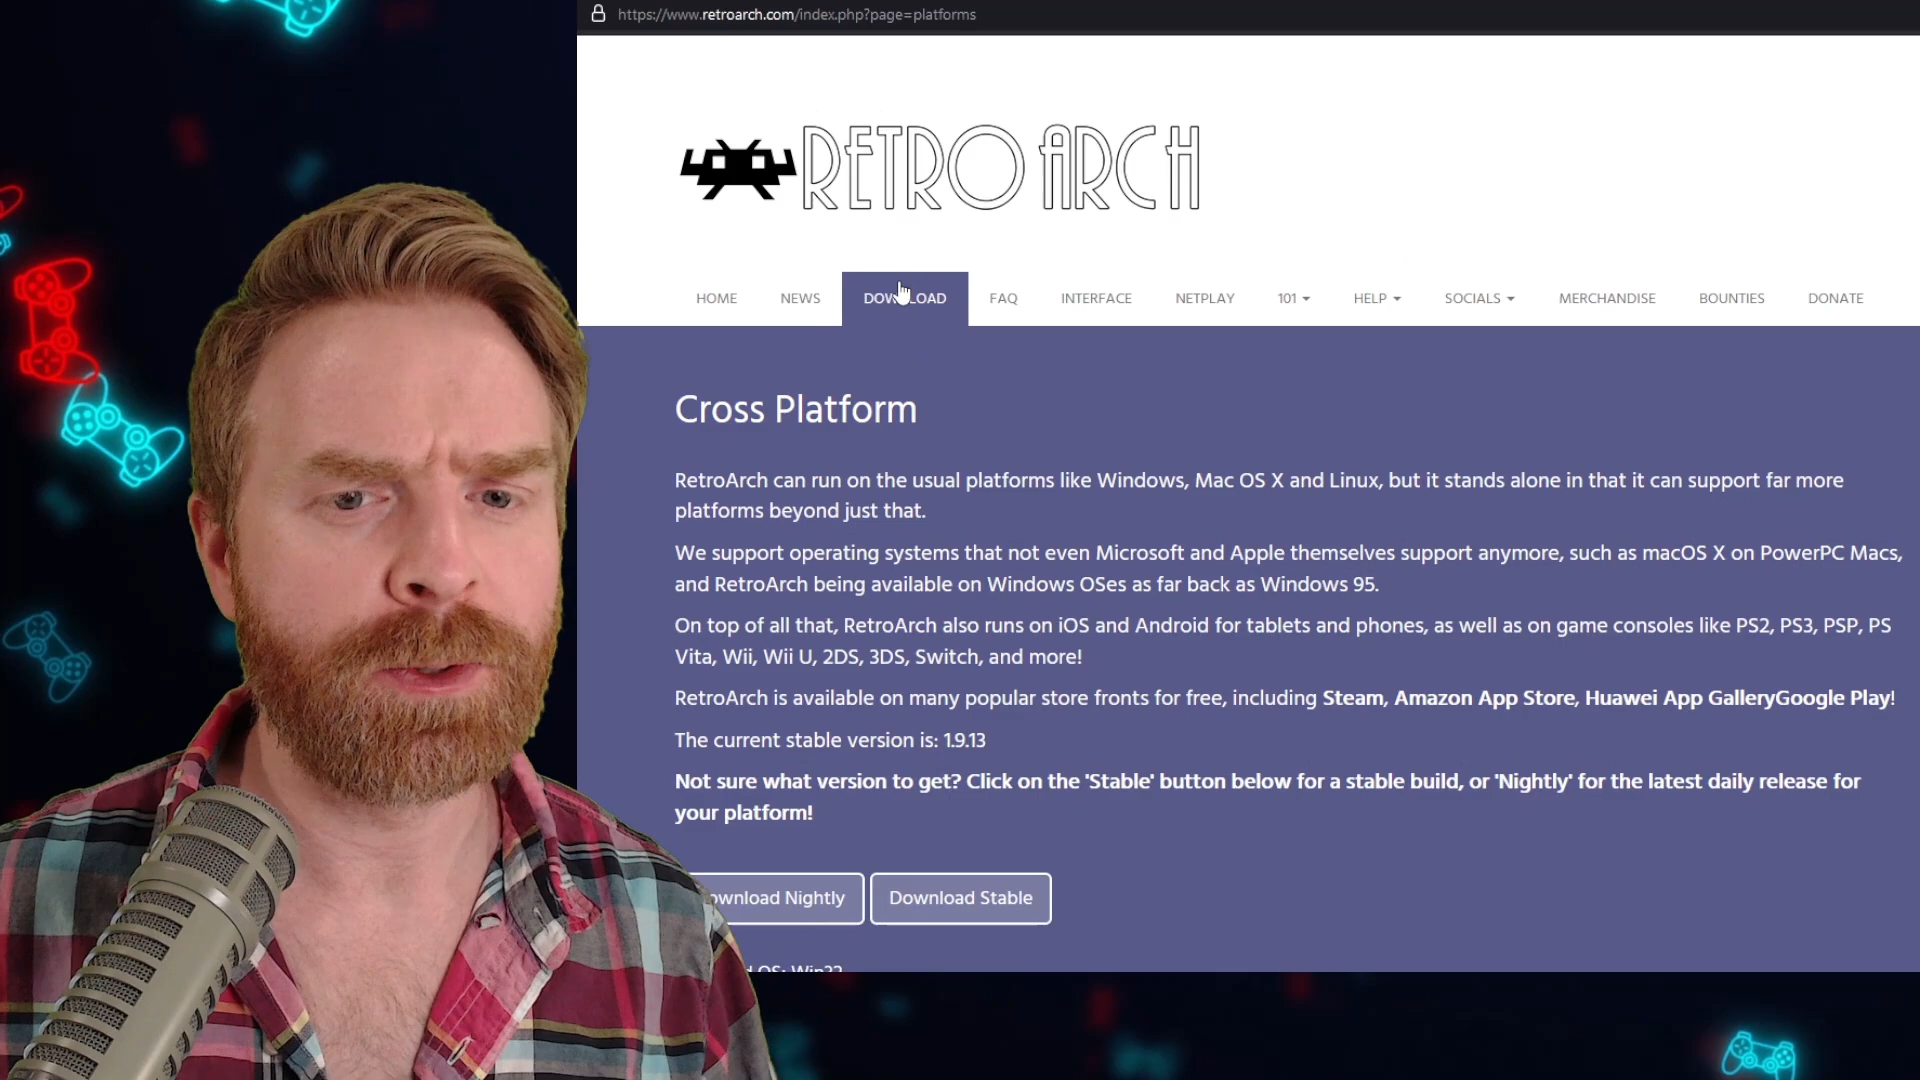 https://www.retroarch.com/index.php?page=platforms
RETROARCH
HOME NEWS DOWNLOAD FAQ INTERFACE NETPLAY 101 HELP SOCIALS MERCHANDISE BOUNTIES DONATE
Cross Platform
RetroArch can run on the usual platforms like Windows, Mac OS X and Linux, but it stands alone in that it can support far more
platforms beyond just that.
We support operating systems that not even Microsoft and Apple themselves support anymore, such as macOS X on PowerPC Macs,
and RetroArch being available on Windows OSes as far back as Windows 95.
On top of all that, RetroArch also runs on iOS and Android for tablets and phones, as well as on game consoles like PS2, PS3, PSP, PS
Vita, Wii, Wii U, 2DS, 3DS, Switch, and more!
RetroArch is available on many popular store fronts for free, including Steam, Amazon App Store, Huawei App GalleryGoogle Play!
The current stable version is: 1.9.13
Not sure what version to get? Click on the 'Stable' button below for a stable build, or 'Nightly' for the latest daily release for
your platform!
ownload Nightly Download Stable
OS: Win32